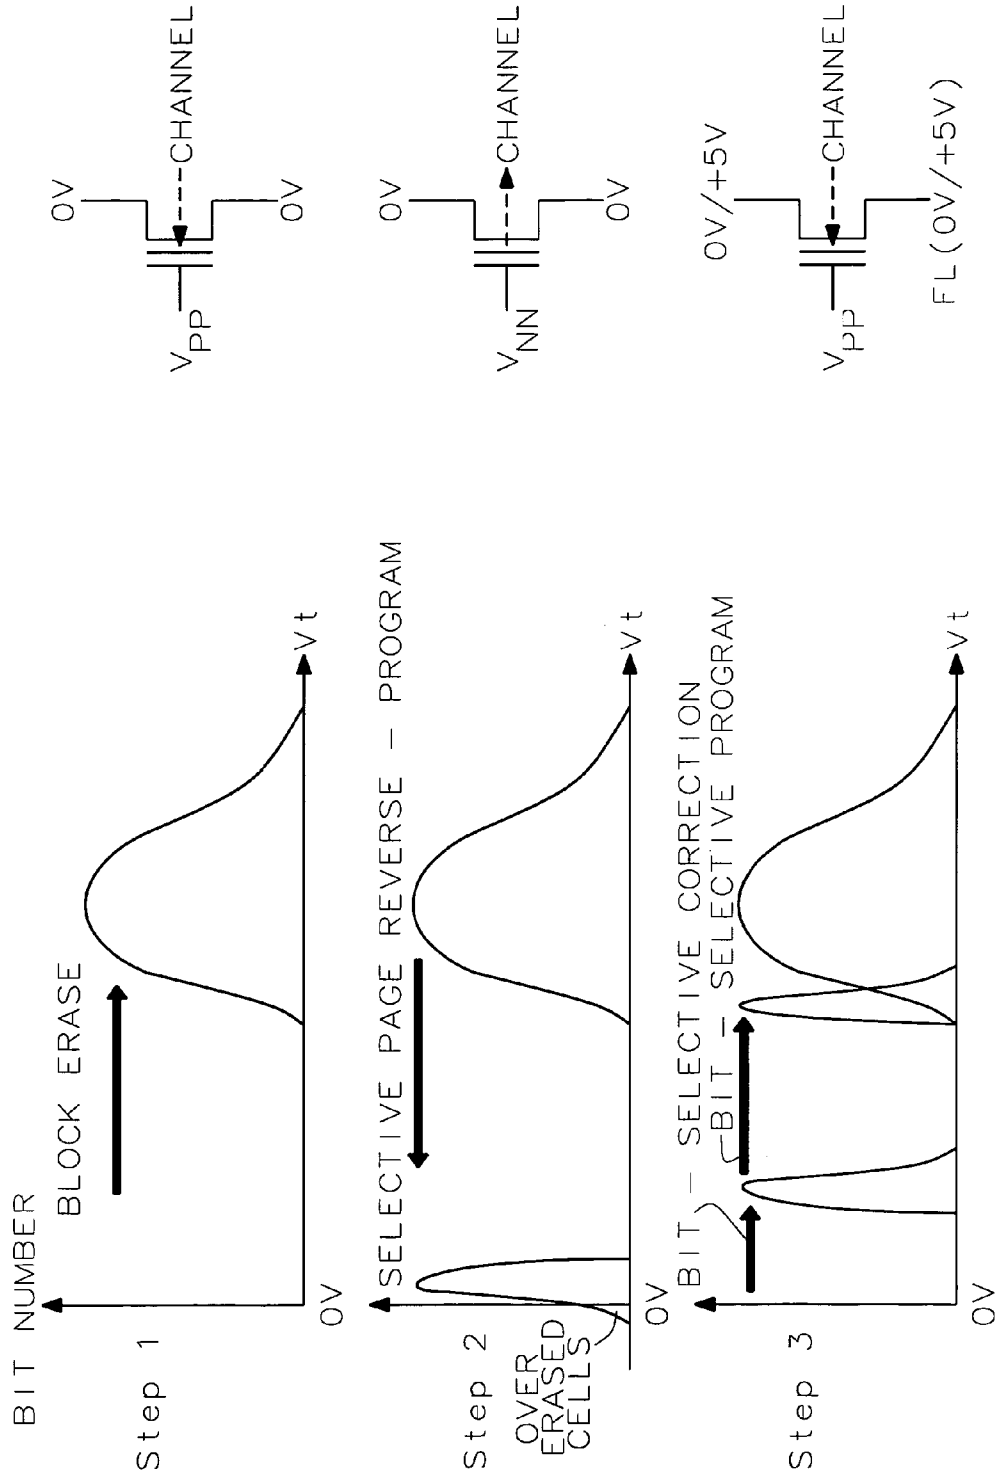 BIT NUMBER
Step 1
BLOCK ERASE
0V
Vt
VPP
0V
0V
CHANNEL
Step 2
SELECTIVE PAGE REVERSE - PROGRAM
OVER
ERASED
CELLS
0V
Vt
VNN
0V
0V
CHANNEL
Step 3
BIT - SELECTIVE CORRECTION
BIT - SELECTIVE PROGRAM
0V
Vt
VPP
0V/+5V
FL(0V/+5V)
CHANNEL